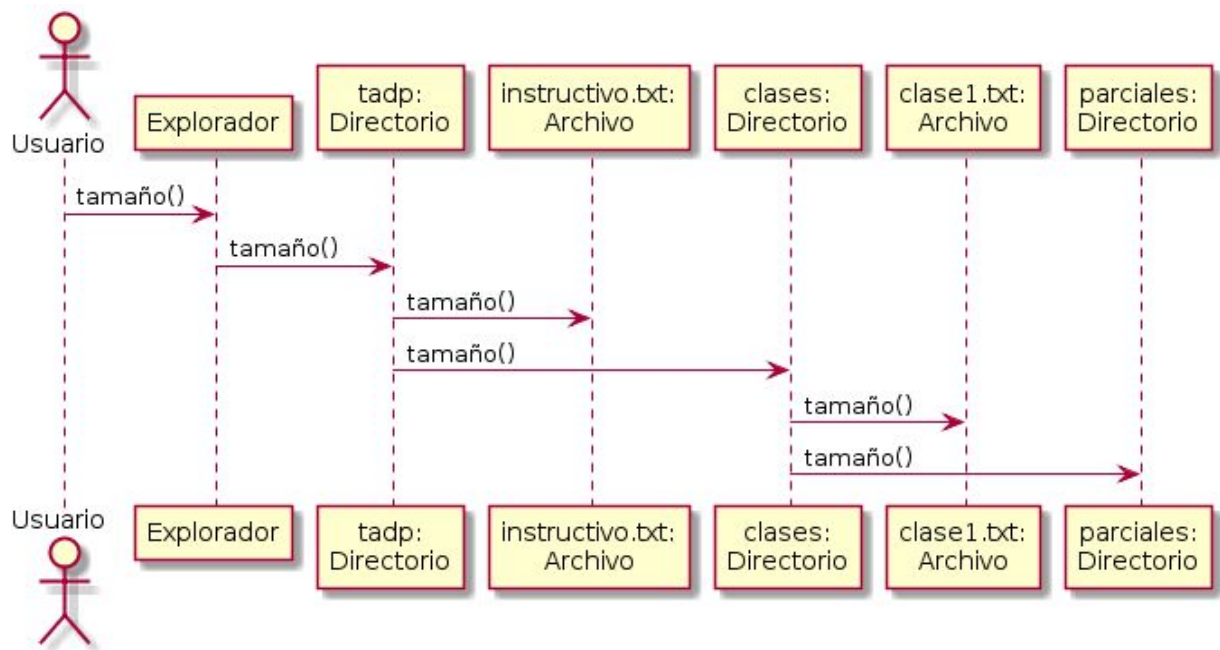 Usuario
Explorador
tadp:
Directorio
instructivo.txt:
Archivo
clases:
Directorio
clase1.txt:
Archivo
parciales:
Directorio
tamaño()
tamaño()
tamaño()
tamaño()
tamaño()
tamaño()
Usuario
Explorador
tadp:
Directorio
instructivo.txt:
Archivo
clases:
Directorio
clase1.txt:
Archivo
parciales:
Directorio